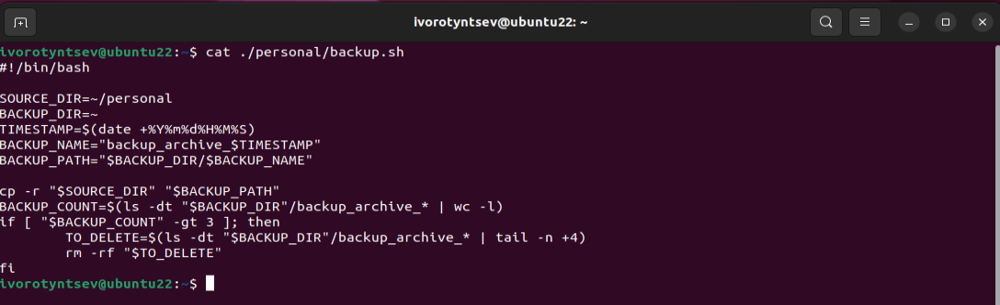 ivorotyntsev@ubuntu22: ~
ivorotyntsev@ubuntu22:~$ cat ./personal/backup.sh
#!/bin/bash

SOURCE_DIR=~/personal
BACKUP_DIR=~
TIMESTAMP=$(date +%Y%m%d%H%M%S)
BACKUP_NAME="backup_archive_$TIMESTAMP"
BACKUP_PATH="$BACKUP_DIR/$BACKUP_NAME"

cp -r "$SOURCE_DIR" "$BACKUP_PATH"
BACKUP_COUNT=$(ls -dt "$BACKUP_DIR"/backup_archive_* | wc -l)
if [ "$BACKUP_COUNT" -gt 3 ]; then
        TO_DELETE=$(ls -dt "$BACKUP_DIR"/backup_archive_* | tail -n +4)
        rm -rf "$TO_DELETE"
fi
ivorotyntsev@ubuntu22:~$